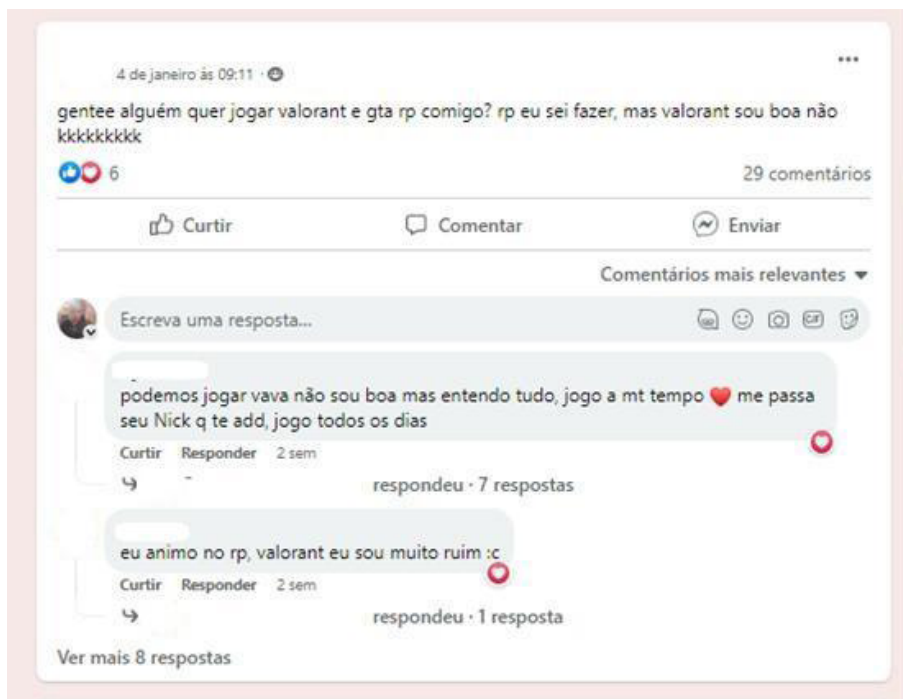 4 de janeiro às 09:11 ·
gentee alguém quer jogar valorant e gta rp comigo? rp eu sei fazer, mas valorant sou boa não
kkkkkkkkk
6
29 comentários
Curtir
Comentar
Enviar
Comentários mais relevantes
Escreva uma resposta...
GIF
podemos jogar vava não sou boa mas entendo tudo, jogo a mt tempo ❤️ me passa
seu Nick q te add, jogo todos os dias
Curtir Responder 2 sem
respondeu · 7 respostas
eu animo no rp, valorant eu sou muito ruim :c
Curtir Responder 2 sem
respondeu · 1 resposta
Ver mais 8 respostas